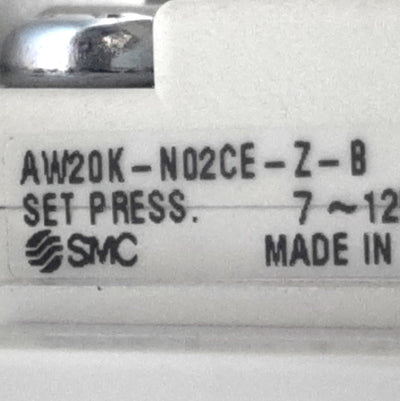 AW20K-N02CE-Z-B
SET PRESS. 7~12
SMC MADE IN